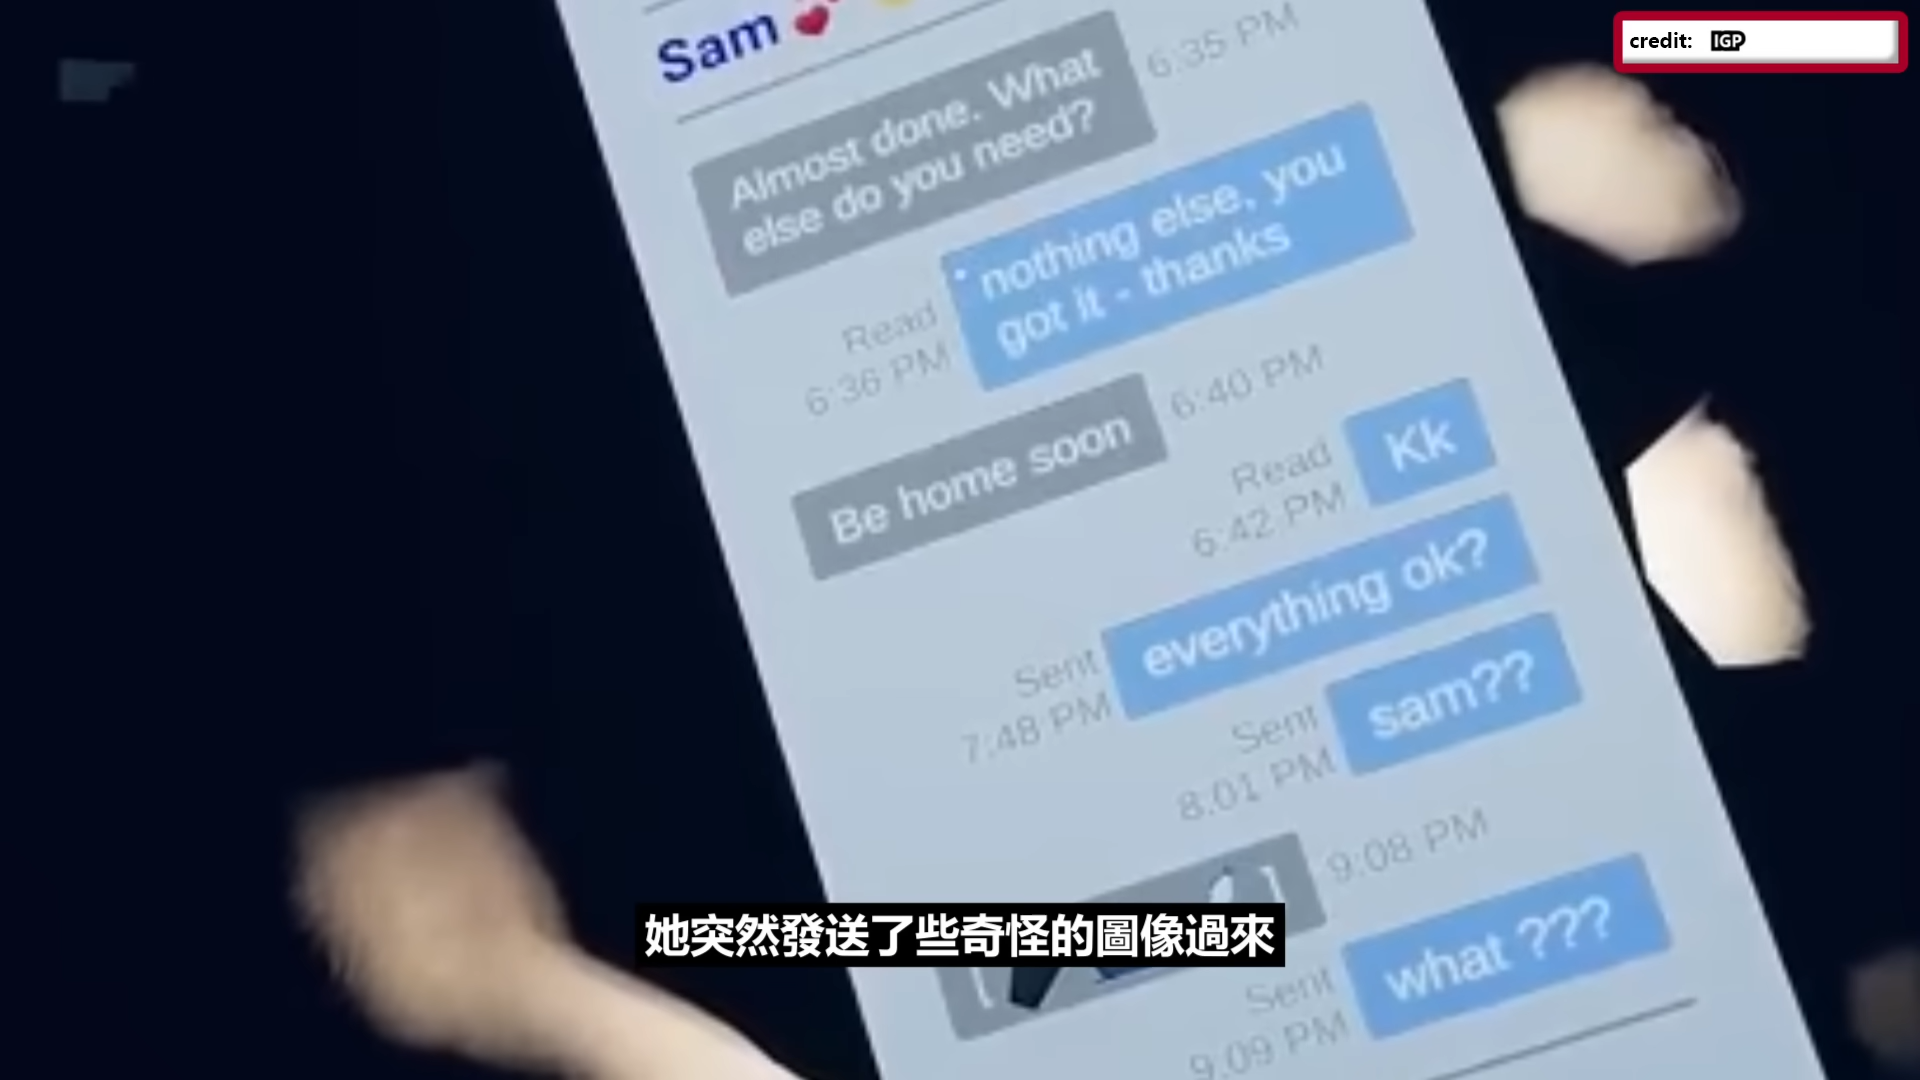 credit: IGP
Sam
Almost done. What
else do you need?
6:35 PM
nothing else, you
got it - thanks
Read
6:36 PM
Be home soon
6:40 PM
Kk
Read
6:42 PM
everything ok?
Sent
7:48 PM
sam??
Sent
8:01 PM
9:08 PM
她突然發送了些奇怪的圖像過來
what ???
Sent
9:09 PM